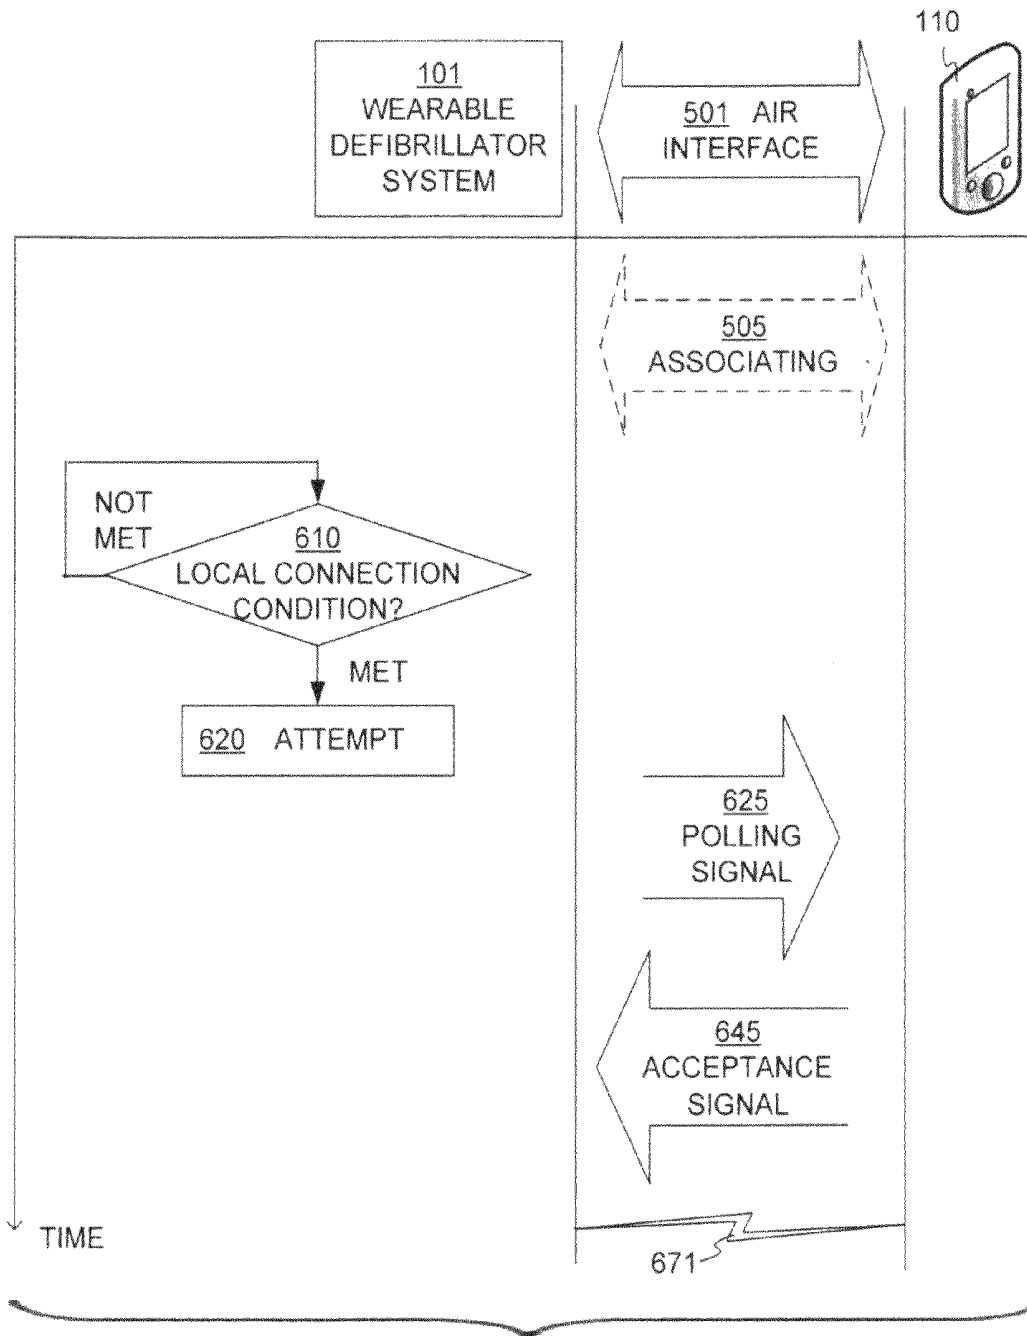 110
101
WEARABLE
DEFIBRILLATOR
SYSTEM
501 AIR
INTERFACE
505
ASSOCIATING
NOT
MET
610
LOCAL CONNECTION
CONDITION?
MET
620 ATTEMPT
625
POLLING
SIGNAL
645
ACCEPTANCE
SIGNAL
TIME
671